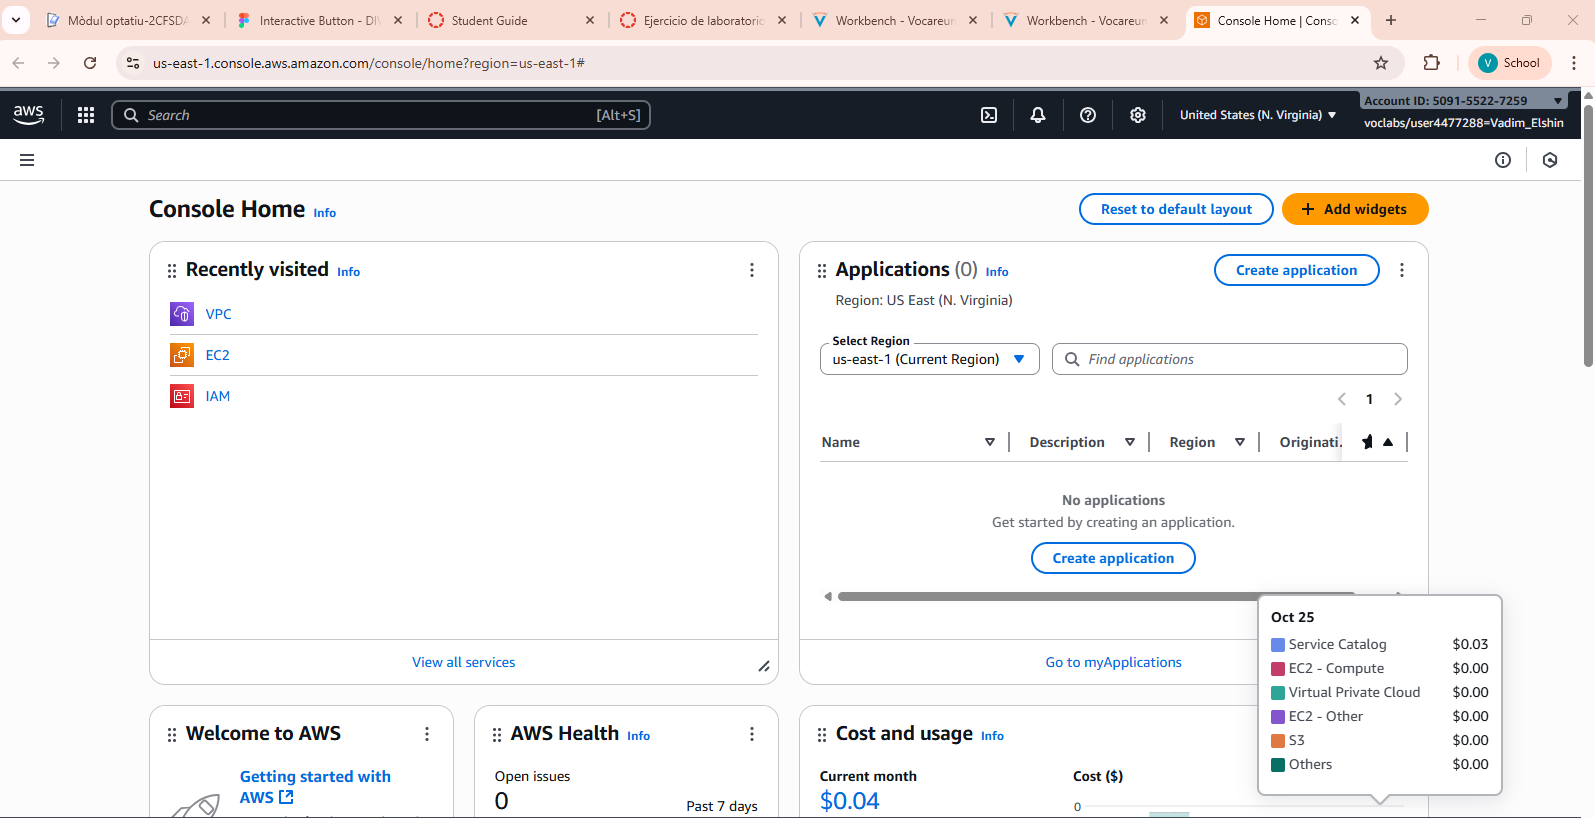 Mòdul optatiu-2CFSDA
Interactive Button - DIV
Student Guide
Ejercicio de laboratorio
Workbench - Vocareum
Workbench - Vocareum
Console Home | Conso
us-east-1.console.aws.amazon.com/console/home?region=us-east-1#
V School
aws
Search [Alt+S]
United States (N. Virginia)
Account ID: 5091-5522-7259
voclabs/user4477288=Vadim_Elshin
Console Home Info
Reset to default layout
+ Add widgets
Recently visited Info
VPC
EC2
IAM
View all services
Applications (0) Info
Create application
Region: US East (N. Virginia)
Select Region
us-east-1 (Current Region)
Find applications
1
Name Description Region Originati.
No applications
Get started by creating an application.
Create application
Go to myApplications
Oct 25
Service Catalog $0.03
EC2 - Compute $0.00
Virtual Private Cloud $0.00
EC2 - Other $0.00
S3 $0.00
Others $0.00
Welcome to AWS
Getting started with
AWS
AWS Health Info
Open issues
0
Past 7 days
Cost and usage Info
Current month
$0.04
Cost ($)
0